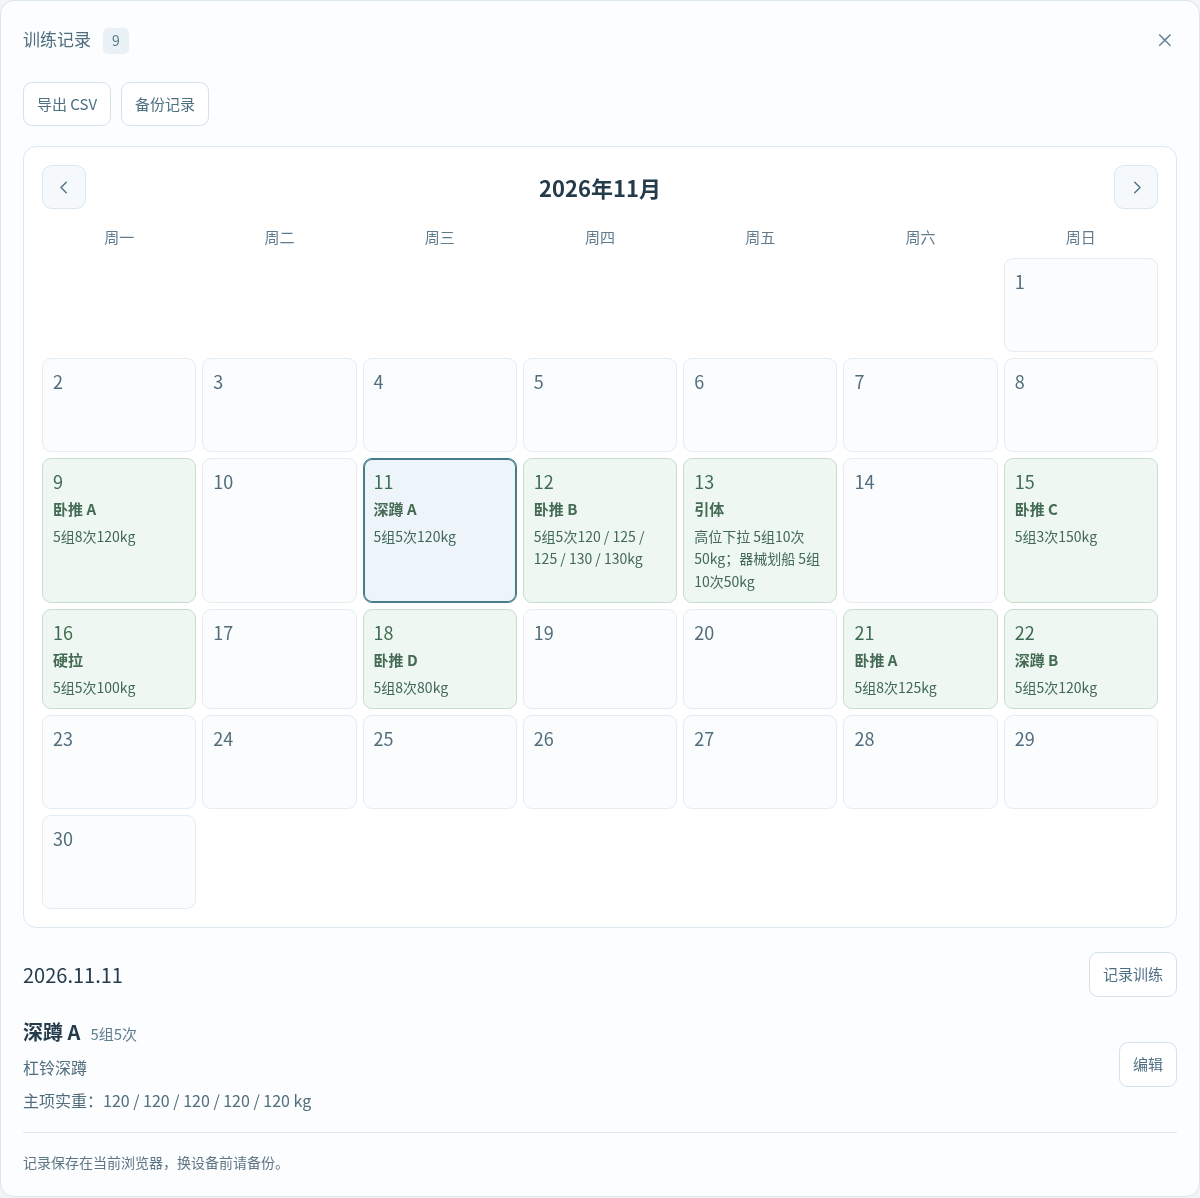 训练记录 9
导出 CSV 备份记录
2026年11月
周一 周二 周三 周四 周五 周六 周日
1
2 3 4 5 6 7 8
9
卧推 A
5组8次120kg
10
11
深蹲 A
5组5次120kg
12
卧推 B
5组5次120 / 125 /
125 / 130 / 130kg
13
引体
高位下拉 5组10次
50kg；器械划船 5组
10次50kg
14
15
卧推 C
5组3次150kg
16
硬拉
5组5次100kg
17
18
卧推 D
5组8次80kg
19
20
21
卧推 A
5组8次125kg
22
深蹲 B
5组5次120kg
23 24 25 26 27 28 29
30
2026.11.11
记录训练
深蹲 A 5组5次
杠铃深蹲
编辑
主项实重：120 / 120 / 120 / 120 / 120 kg
记录保存在当前浏览器，换设备前请备份。